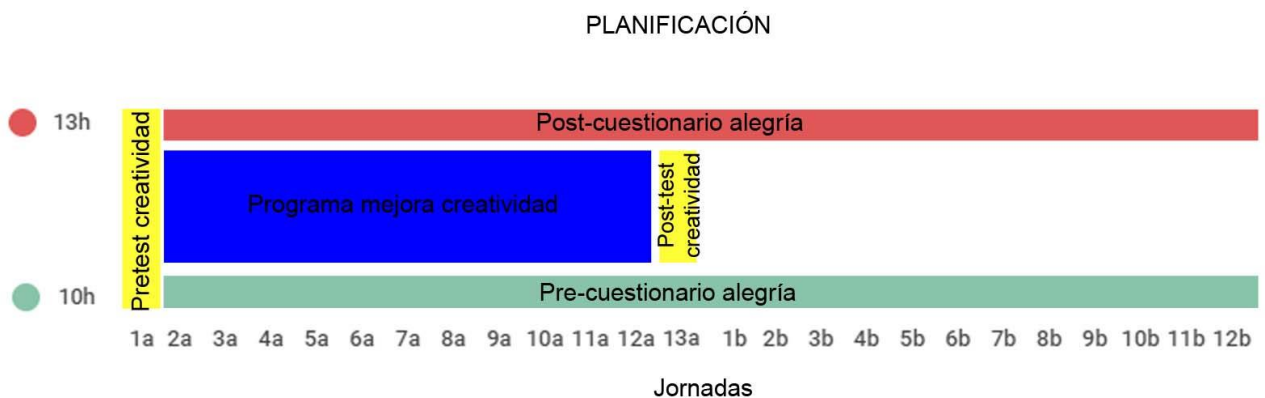 PLANIFICACIÓN
13h
Post-cuestionario alegría
Pretest creatividad
Programa mejora creatividad
Post-test
creatividad
10h
Pre-cuestionario alegría
1a 2a 3a 4a 5a 6a 7a 8a 9a 10a 11a 12a 13a 1b 2b 3b 4b 5b 6b 7b 8b 9b 10b 11b 12b
Jornadas